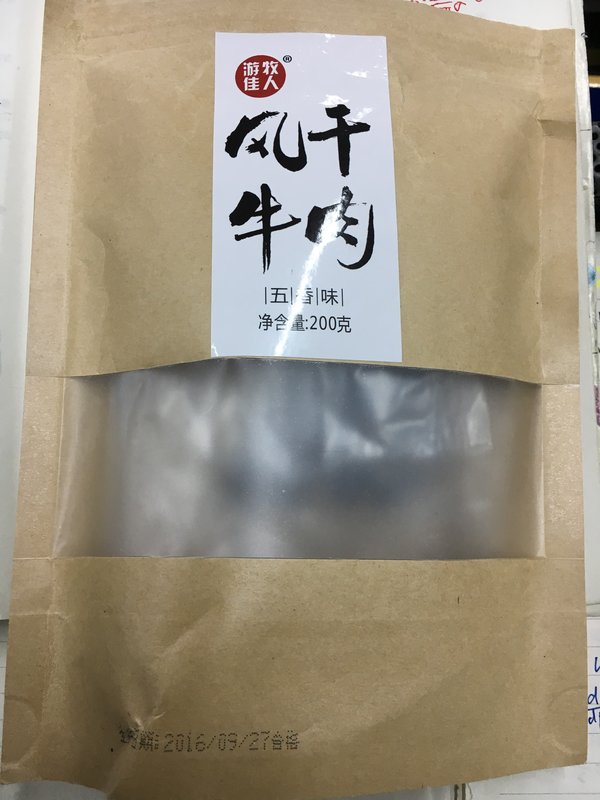 游牧
佳人
®
风干
牛肉
五|香|味
净含量:200克
2016/09/27合格